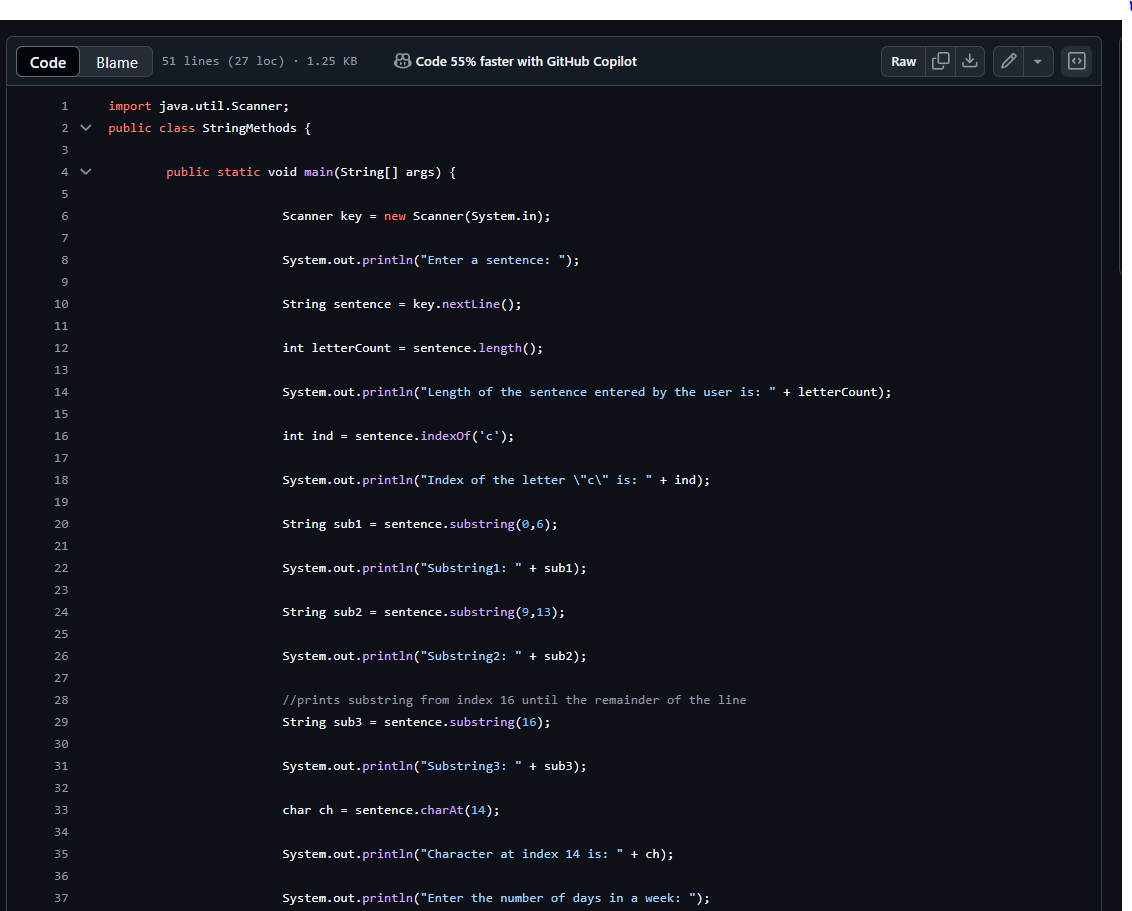 Code Blame 51 lines (27 loc) · 1.25 KB Code 55% faster with GitHub Copilot Raw
1 import java.util.Scanner;
2 public class StringMethods {
3
4 public static void main(String[] args) {
5
6 Scanner key = new Scanner(System.in);
7
8 System.out.println("Enter a sentence: ");
9
10 String sentence = key.nextLine();
11
12 int letterCount = sentence.length();
13
14 System.out.println("Length of the sentence entered by the user is: " + letterCount);
15
16 int ind = sentence.indexOf('c');
17
18 System.out.println("Index of the letter \"c\" is: " + ind);
19
20 String sub1 = sentence.substring(0,6);
21
22 System.out.println("Substring1: " + sub1);
23
24 String sub2 = sentence.substring(9,13);
25
26 System.out.println("Substring2: " + sub2);
27
28 //prints substring from index 16 until the remainder of the line
29 String sub3 = sentence.substring(16);
30
31 System.out.println("Substring3: " + sub3);
32
33 char ch = sentence.charAt(14);
34
35 System.out.println("Character at index 14 is: " + ch);
36
37 System.out.println("Enter the number of days in a week: ");